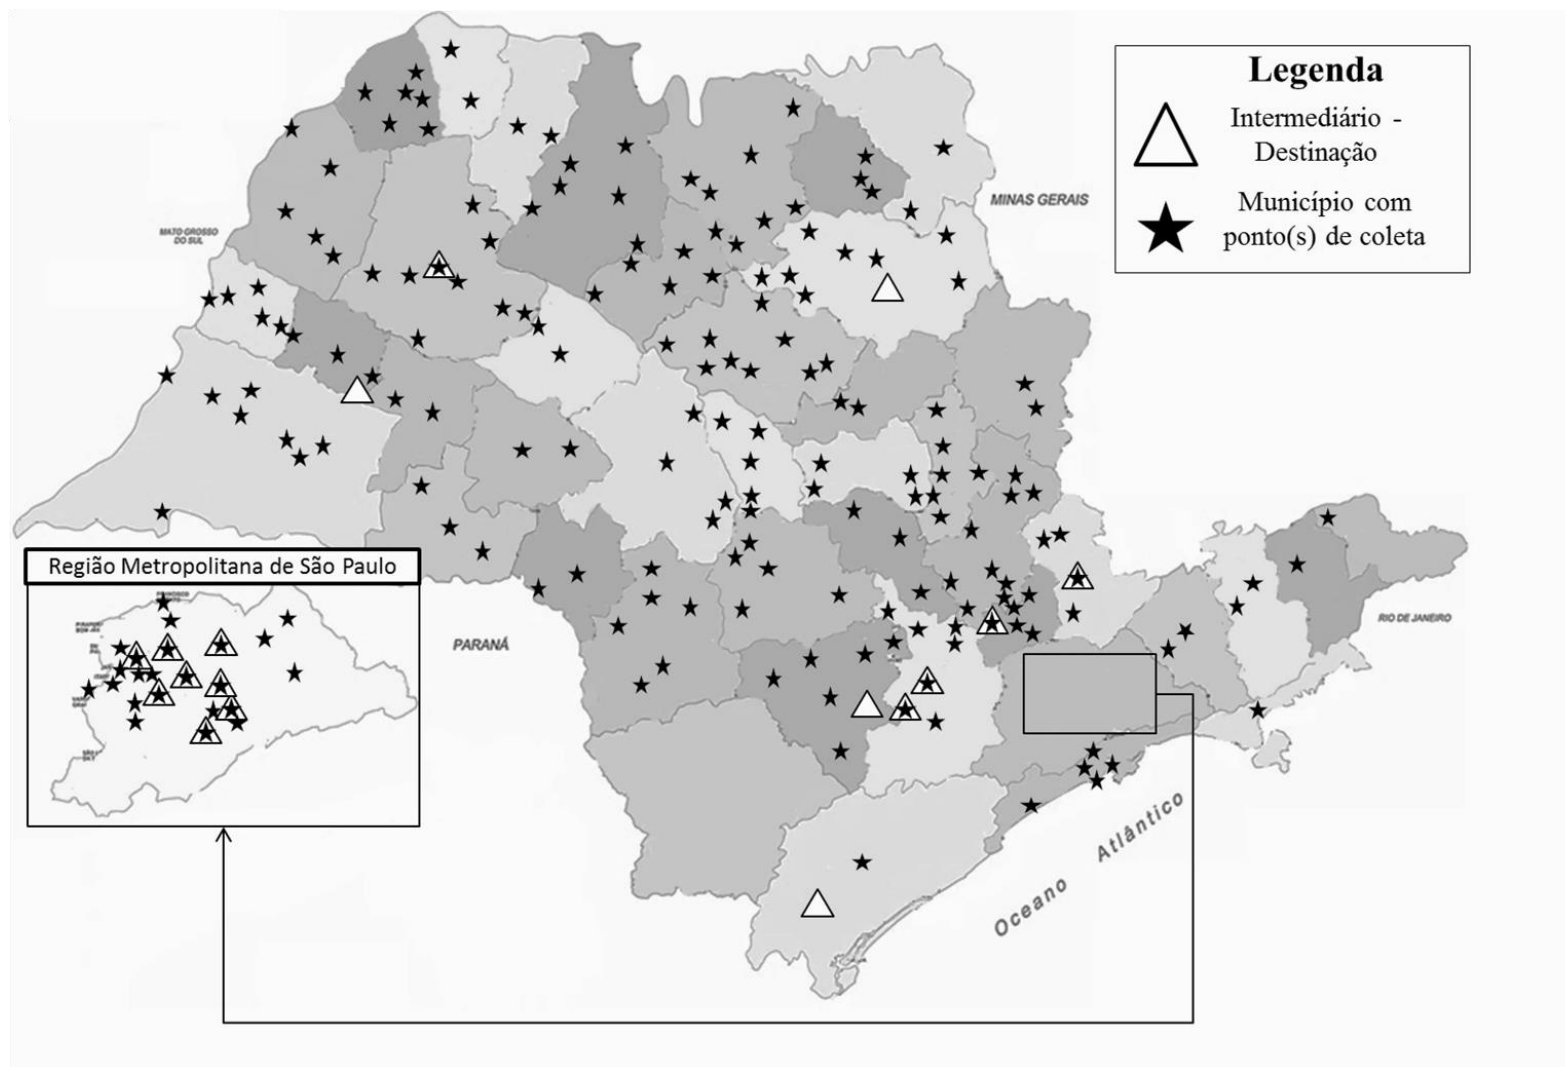 Legenda
Intermediário -
Destinação
Município com
ponto(s) de coleta
MINAS GERAIS
MATO GROSSO
DO SUL
Região Metropolitana de São Paulo
PARANÁ
RIO DE JANEIRO
Oceano Atlântico